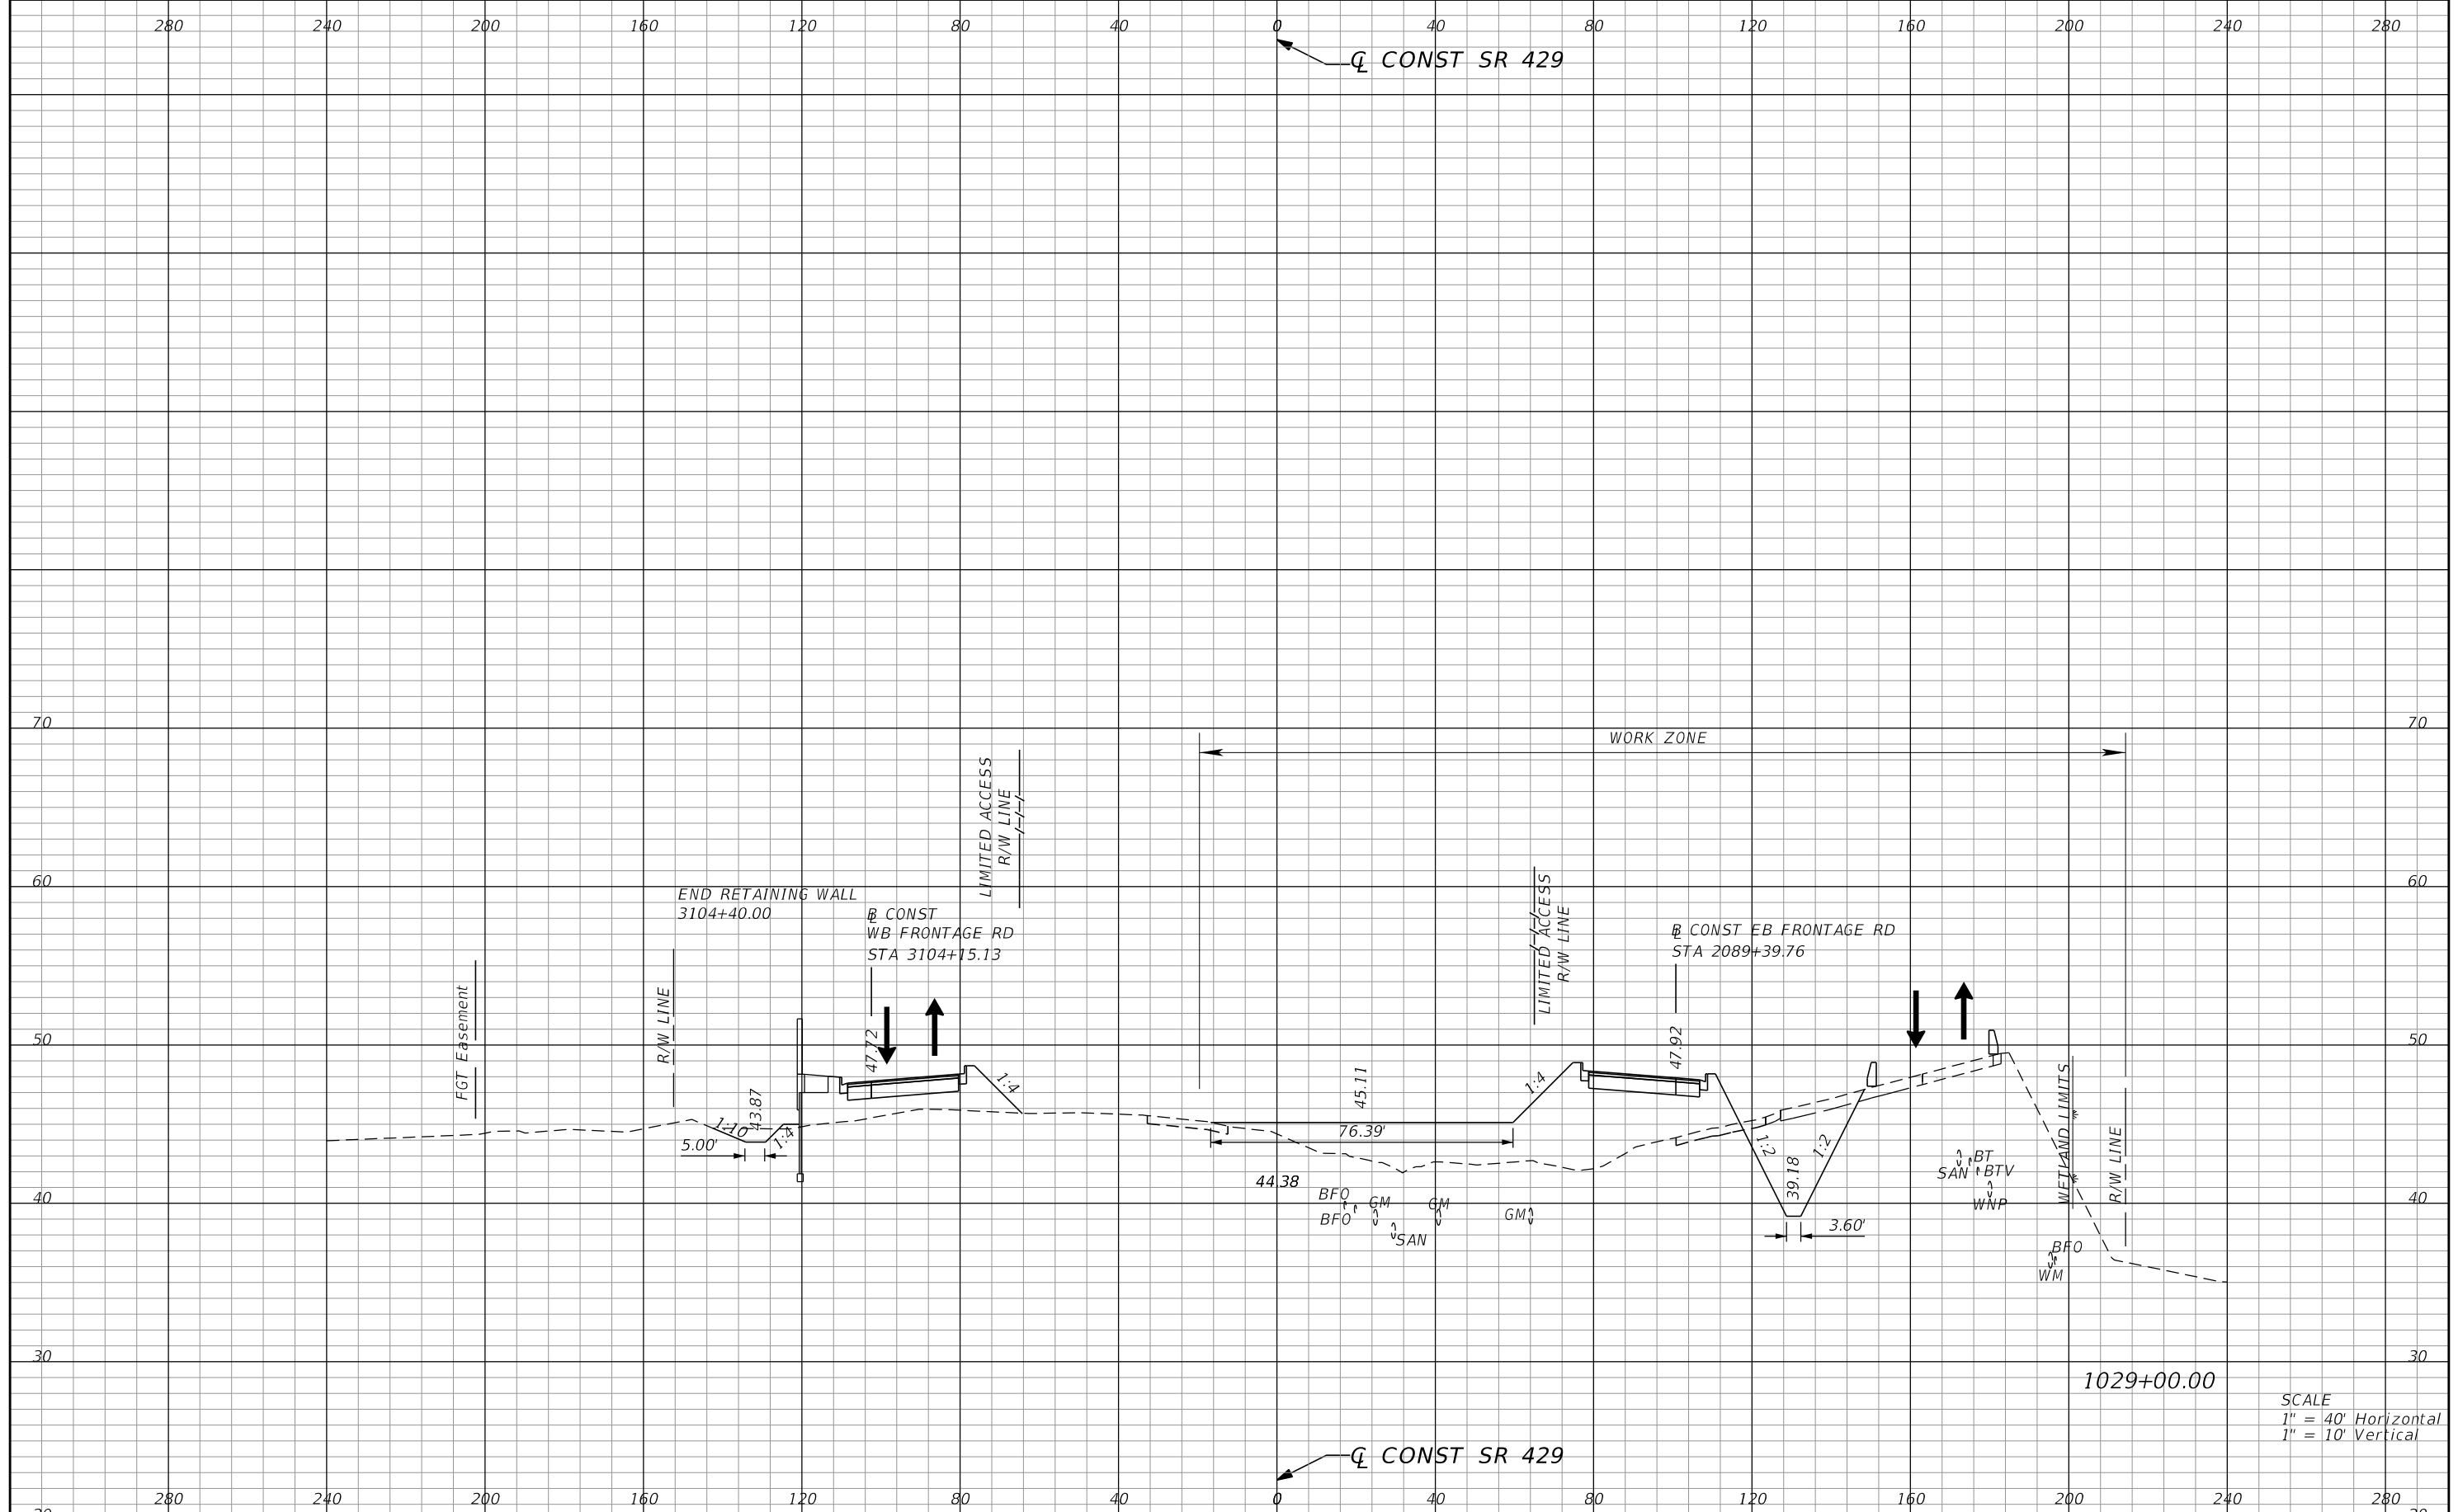 280 240 200 160 120 80 40 0 40 80 120 160 200 240 280
℄ CONST SR 429
70 70
WORK ZONE
LIMITED ACCESS
R/W LINE
60 60
END RETAINING WALL
3104+40.00
LIMITED ACCESS
R/W LINE
B CONST
WB FRONTAGE RD
STA 3104+15.13
B CONST EB FRONTAGE RD
STA 2089+39.76
50 50
FGT Easement
R/W LINE
47.72
47.92
43.87
1:10
1:4
5.00'
1:4
45.11
76.39'
1:4
44.38
1:2
1:2
39.18
3.60'
WETLAND LIMITS
R/W LINE
40 40
BFO
BFO
GM
SAN
GM
GM
SAN
BT
BTV
WNP
BFO
WM
30 30
1029+00.00
SCALE
1" = 40' Horizontal
1" = 10' Vertical
℄ CONST SR 429
280 240 200 160 120 80 40 0 40 80 120 160 200 240 280